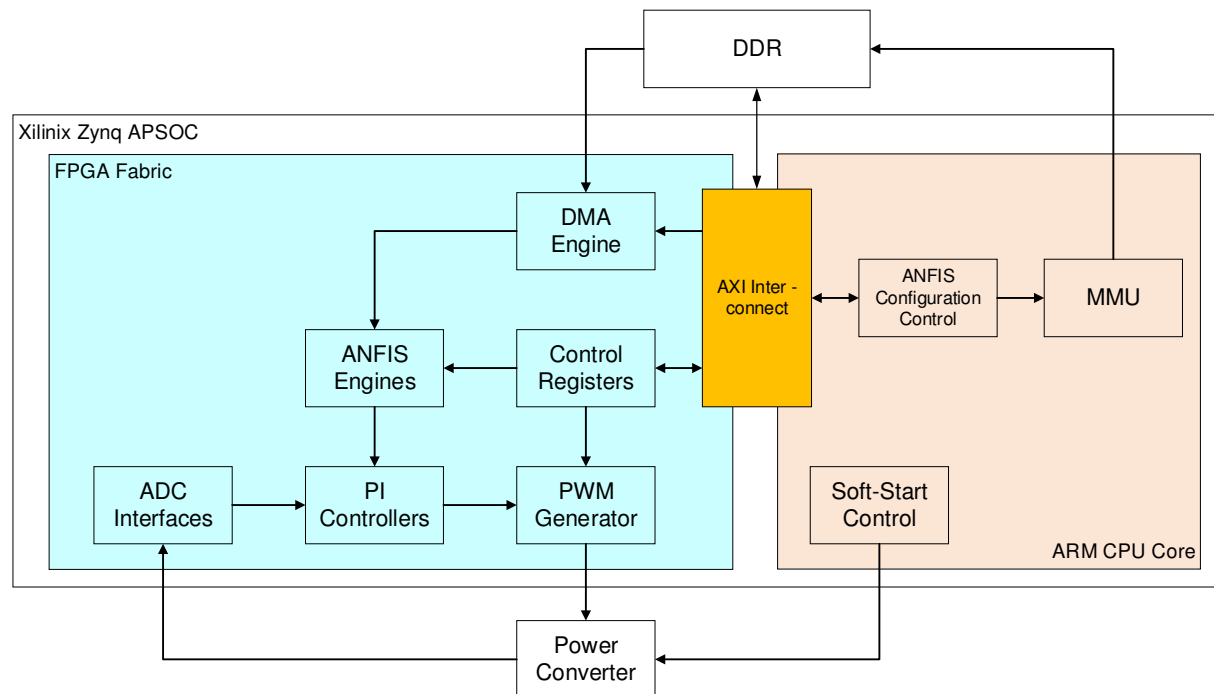 DDR
Xilinix Zynq APSOC
FPGA Fabric
DMA
Engine
AXI Inter -
connect
ANFIS
Configuration
Control
MMU
ANFIS
Engines
Control
Registers
ADC
Interfaces
PI
Controllers
PWM
Generator
Soft-Start
Control
ARM CPU Core
Power
Converter